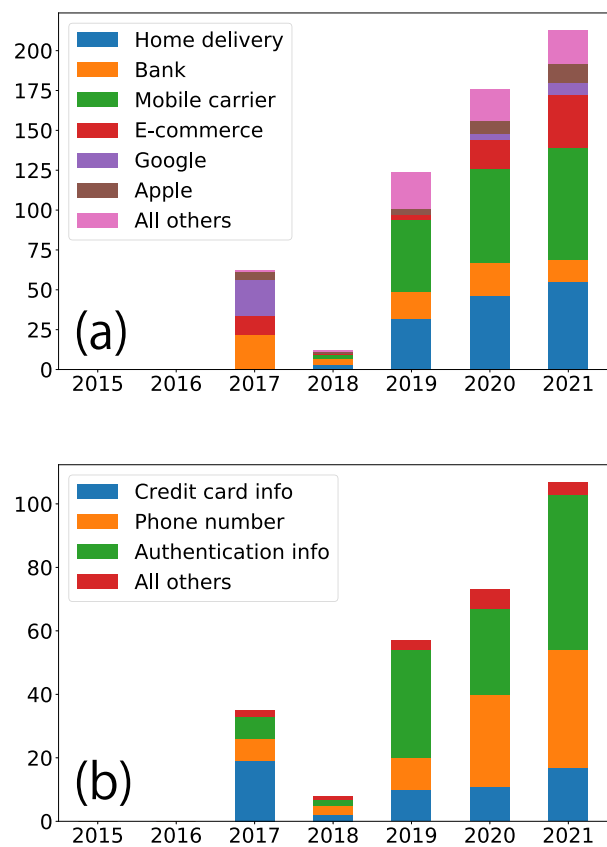 200
175
150
125
100
75
50
25
0
Home delivery
Bank
Mobile carrier
E-commerce
Google
Apple
All others
(a)
2015 2016 2017 2018 2019 2020 2021
100
80
60
40
20
0
Credit card info
Phone number
Authentication info
All others
(b)
2015 2016 2017 2018 2019 2020 2021